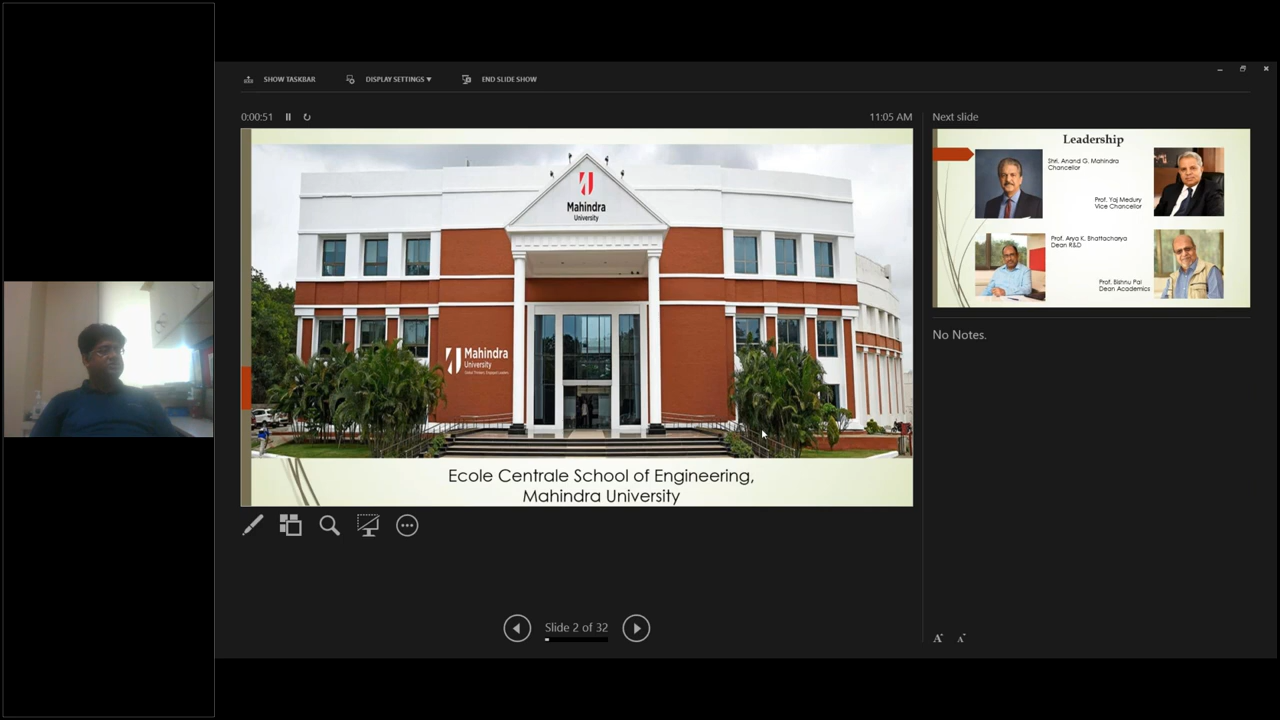 SHOW TASKBAR
DISPLAY SETTINGS ▼
END SLIDE SHOW
0:00:51
11:05 AM
Mahindra
University
Mahindra
University
Ecole Centrale School of Engineering,
Mahindra University
Slide 2 of 32
Next slide
Leadership
Shri. Anand G. Mahindra
Chancellor
Prof. Yaj Medury
Vice Chancellor
Prof. Arya K. Bhattacharya
Dean R&D
Prof. Bishnu Pal
Dean Academics
No Notes.
A
A